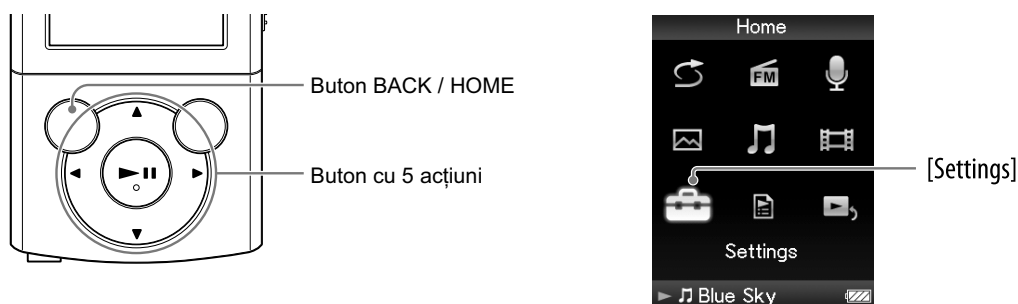 Buton BACK / HOME
Buton cu 5 acțiuni
Home
FM
[Settings]
Settings
Blue Sky